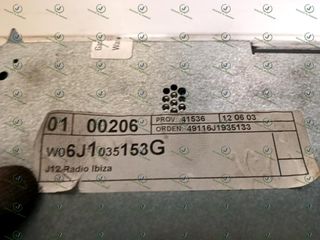 01 00206
PROV: 41536 12 06 03
ORDEN: 49116J1935133
W06J1035153G
J12 Radio Ibiza